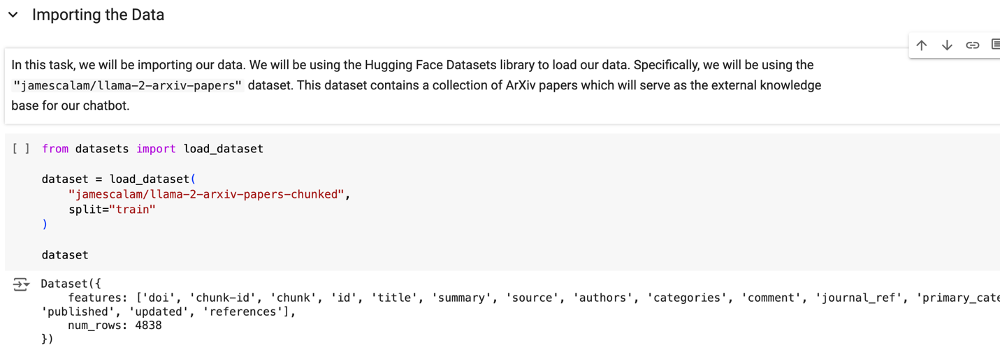 Importing the Data
In this task, we will be importing our data. We will be using the Hugging Face Datasets library to load our data. Specifically, we will be using the
"jamescalam/llama-2-arxiv-papers" dataset. This dataset contains a collection of ArXiv papers which will serve as the external knowledge
base for our chatbot.
[ ] from datasets import load_dataset
dataset = load_dataset(
    "jamescalam/llama-2-arxiv-papers-chunked",
    split="train"
)
dataset
Dataset({
    features: ['doi', 'chunk-id', 'chunk', 'id', 'title', 'summary', 'source', 'authors', 'categories', 'comment', 'journal_ref', 'primary_cate
'published', 'updated', 'references'],
    num_rows: 4838
})